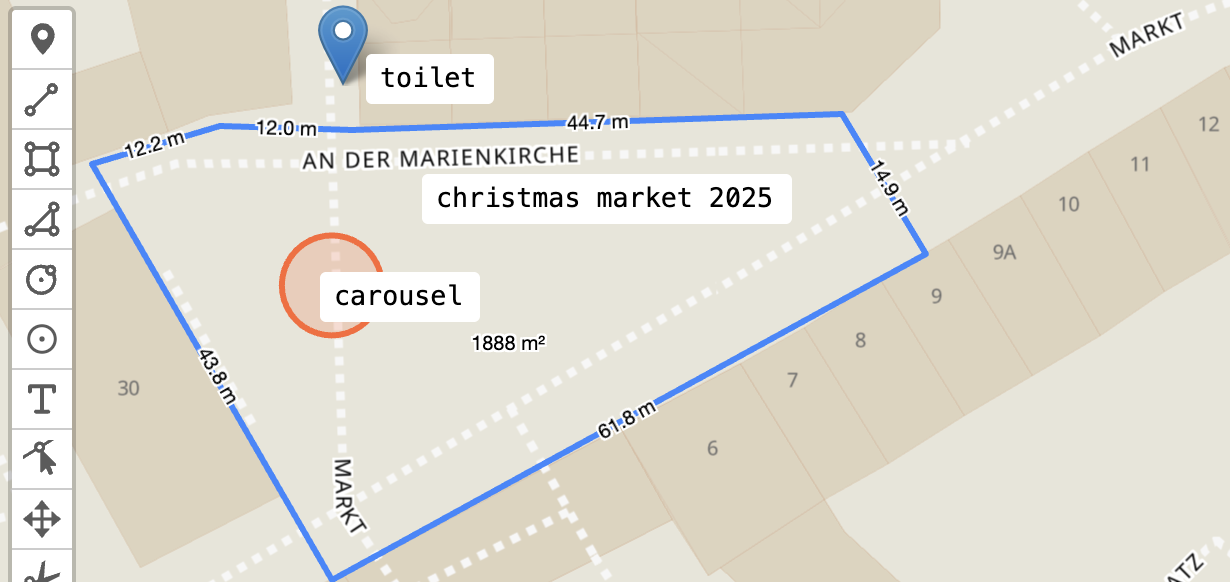 MARKT
toilet
12.2 m
12.0 m
44.7 m
AN DER MARIENKIRCHE
14.9 m
12
11
christmas market 2025
10
9A
carousel
9
1888 m²
8
43.8 m
30
7
61.8 m
6
MARKT
ATZ
T